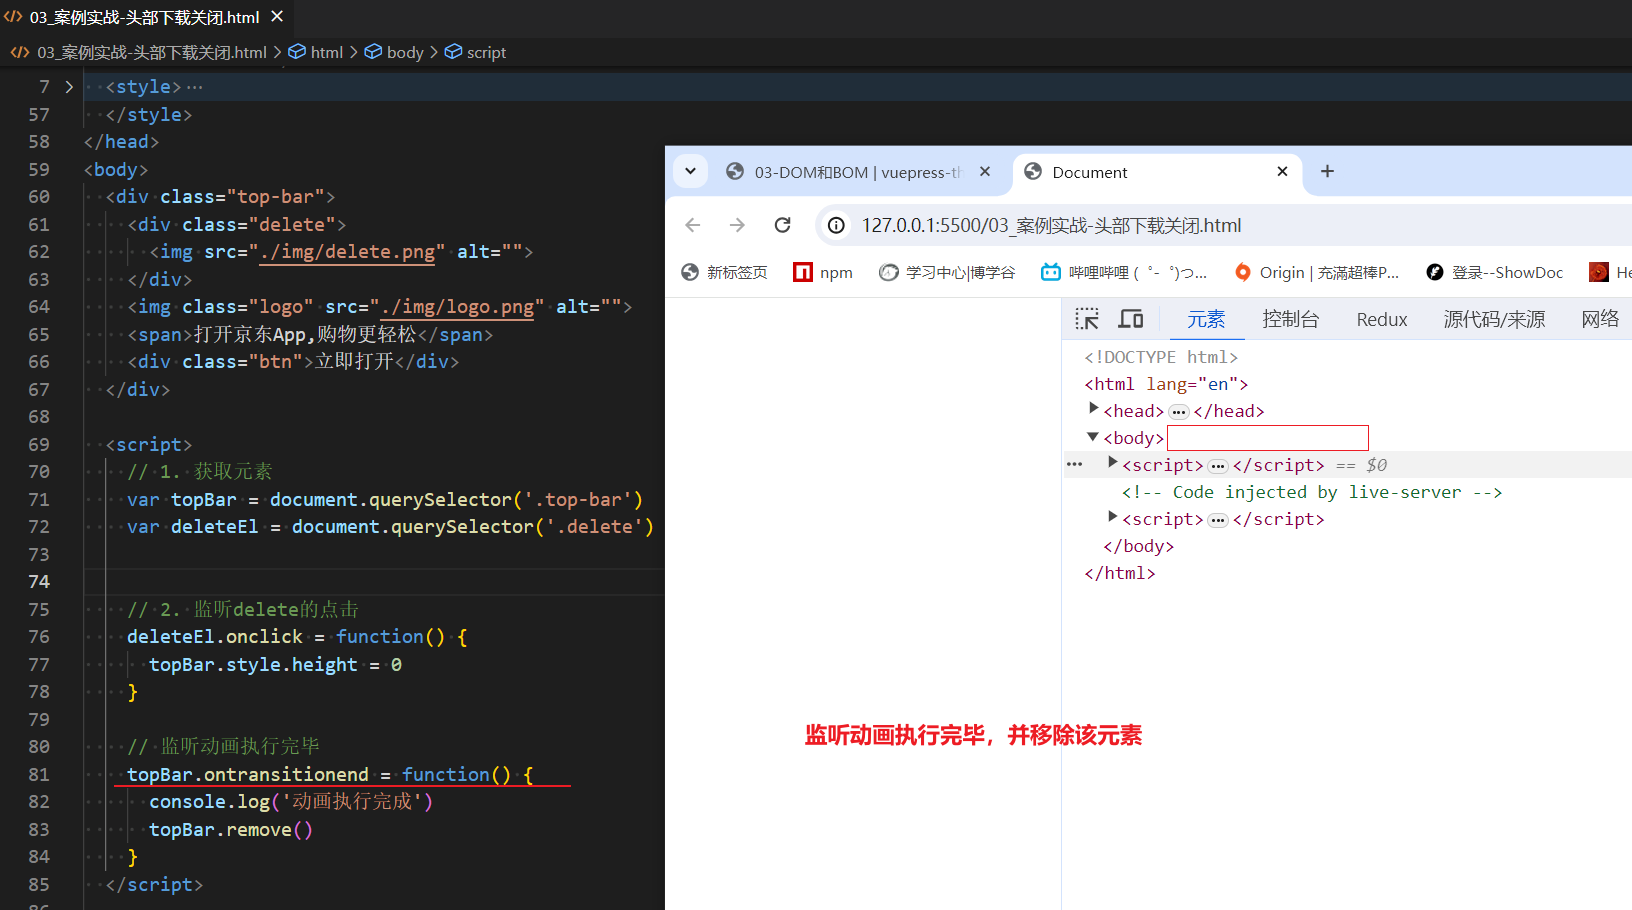 03_案例实战-头部下载关闭.html
03_案例实战-头部下载关闭.html > html > body > script
7 <style>…
57 </style>
58 </head>
59 <body>
60 <div class="top-bar">
61 <div class="delete">
62 <img src="./img/delete.png" alt="">
63 </div>
64 <img class="logo" src="./img/logo.png" alt="">
65 <span>打开京东App,购物更轻松</span>
66 <div class="btn">立即打开</div>
67 </div>
68
69 <script>
70 // 1. 获取元素
71 var topBar = document.querySelector('.top-bar')
72 var deleteEl = document.querySelector('.delete')
73
74
75 // 2. 监听delete的点击
76 deleteEl.onclick = function() {
77 topBar.style.height = 0
78 }
79
80 // 监听动画执行完毕
81 topBar.ontransitionend = function() {
82 console.log('动画执行完成')
83 topBar.remove()
84 }
85 </script>
03-DOM和BOM | vuepress-th
Document
127.0.0.1:5500/03_案例实战-头部下载关闭.html
新标签页
npm
学习中心|博学谷
哔哩哔哩 (゜-゜)つ...
Origin | 充满超棒P...
登录--ShowDoc
He
元素
控制台
Redux
源代码/来源
网络
<!DOCTYPE html>
<html lang="en">
<head>…</head>
<body>
<script>…</script> == $0
<!-- Code injected by live-server -->
<script>…</script>
</body>
</html>
监听动画执行完毕，并移除该元素